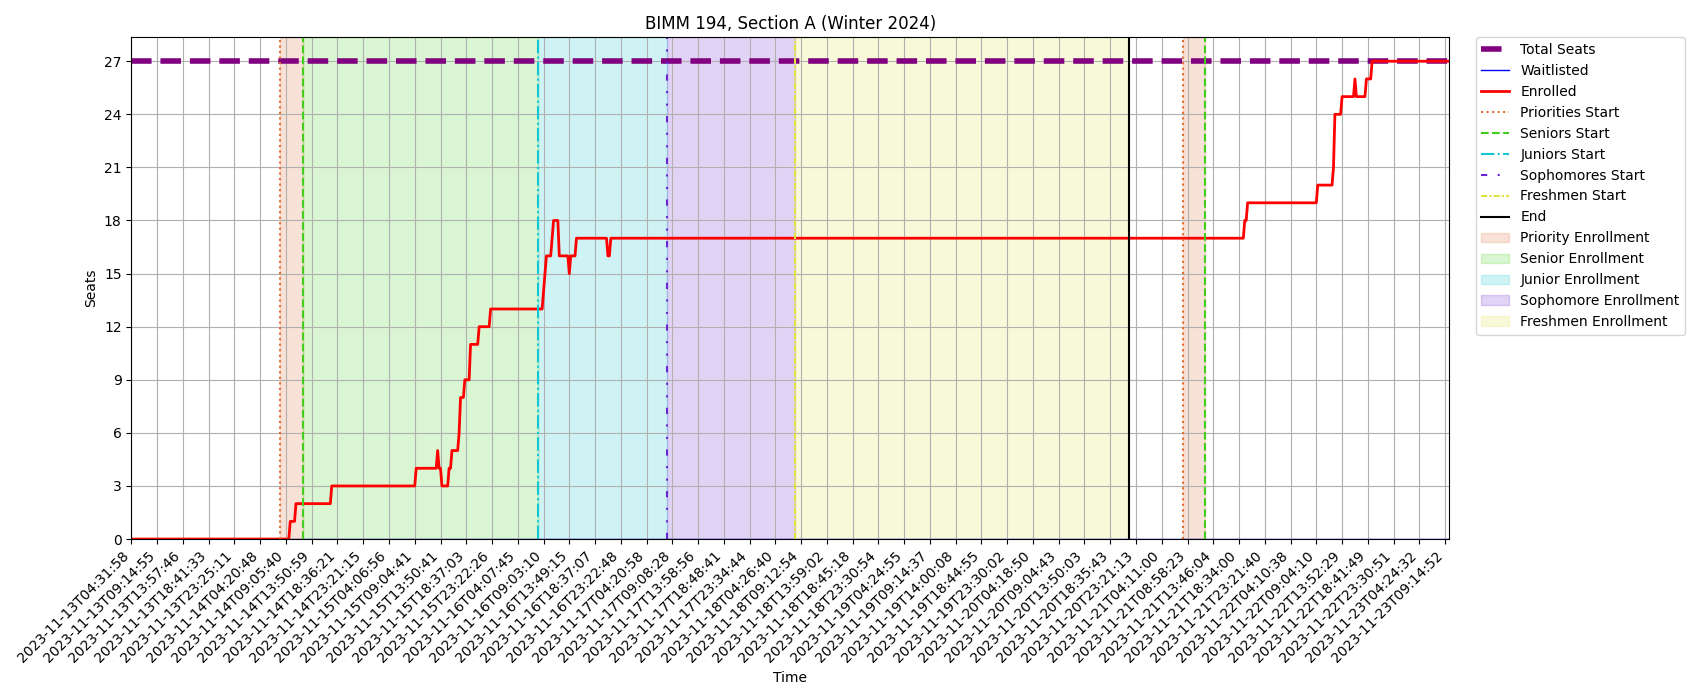 BIMM 194, Section A (Winter 2024)
27
24
21
18
15
12
9
6
3
0
Seats
2023-11-13T04:31:58
2023-11-13T09:14:55
2023-11-13T13:57:46
2023-11-13T18:41:33
2023-11-13T23:25:11
2023-11-14T04:20:48
2023-11-14T09:05:40
2023-11-14T13:50:59
2023-11-14T18:36:21
2023-11-14T23:21:15
2023-11-15T04:06:56
2023-11-15T09:04:41
2023-11-15T13:50:41
2023-11-15T18:37:03
2023-11-15T23:22:26
2023-11-16T04:07:45
2023-11-16T09:03:10
2023-11-16T13:49:15
2023-11-16T18:37:07
2023-11-16T23:22:48
2023-11-17T04:20:58
2023-11-17T09:08:28
2023-11-17T13:58:56
2023-11-17T18:48:41
2023-11-17T23:34:44
2023-11-18T04:26:40
2023-11-18T09:12:54
2023-11-18T13:59:02
2023-11-18T18:45:18
2023-11-18T23:30:54
2023-11-19T04:24:55
2023-11-19T09:14:37
2023-11-19T14:00:08
2023-11-19T18:44:55
2023-11-19T23:30:02
2023-11-20T04:18:50
2023-11-20T09:04:43
2023-11-20T13:50:03
2023-11-20T18:35:43
2023-11-20T23:21:13
2023-11-21T04:11:00
2023-11-21T08:58:23
2023-11-21T13:46:04
2023-11-21T18:34:00
2023-11-21T23:21:40
2023-11-22T04:10:38
2023-11-22T09:04:10
2023-11-22T13:52:29
2023-11-22T18:41:49
2023-11-22T23:30:51
2023-11-23T04:24:32
2023-11-23T09:14:52
Time
Total Seats
Waitlisted
Enrolled
Priorities Start
Seniors Start
Juniors Start
Sophomores Start
Freshmen Start
End
Priority Enrollment
Senior Enrollment
Junior Enrollment
Sophomore Enrollment
Freshmen Enrollment